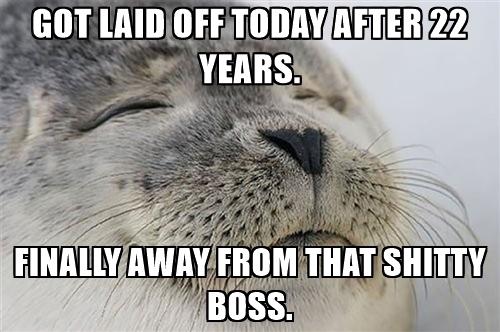 GOT LAID OFF TODAY AFTER 22
YEARS.
FINALLY AWAY FROM THAT SHITTY
BOSS.